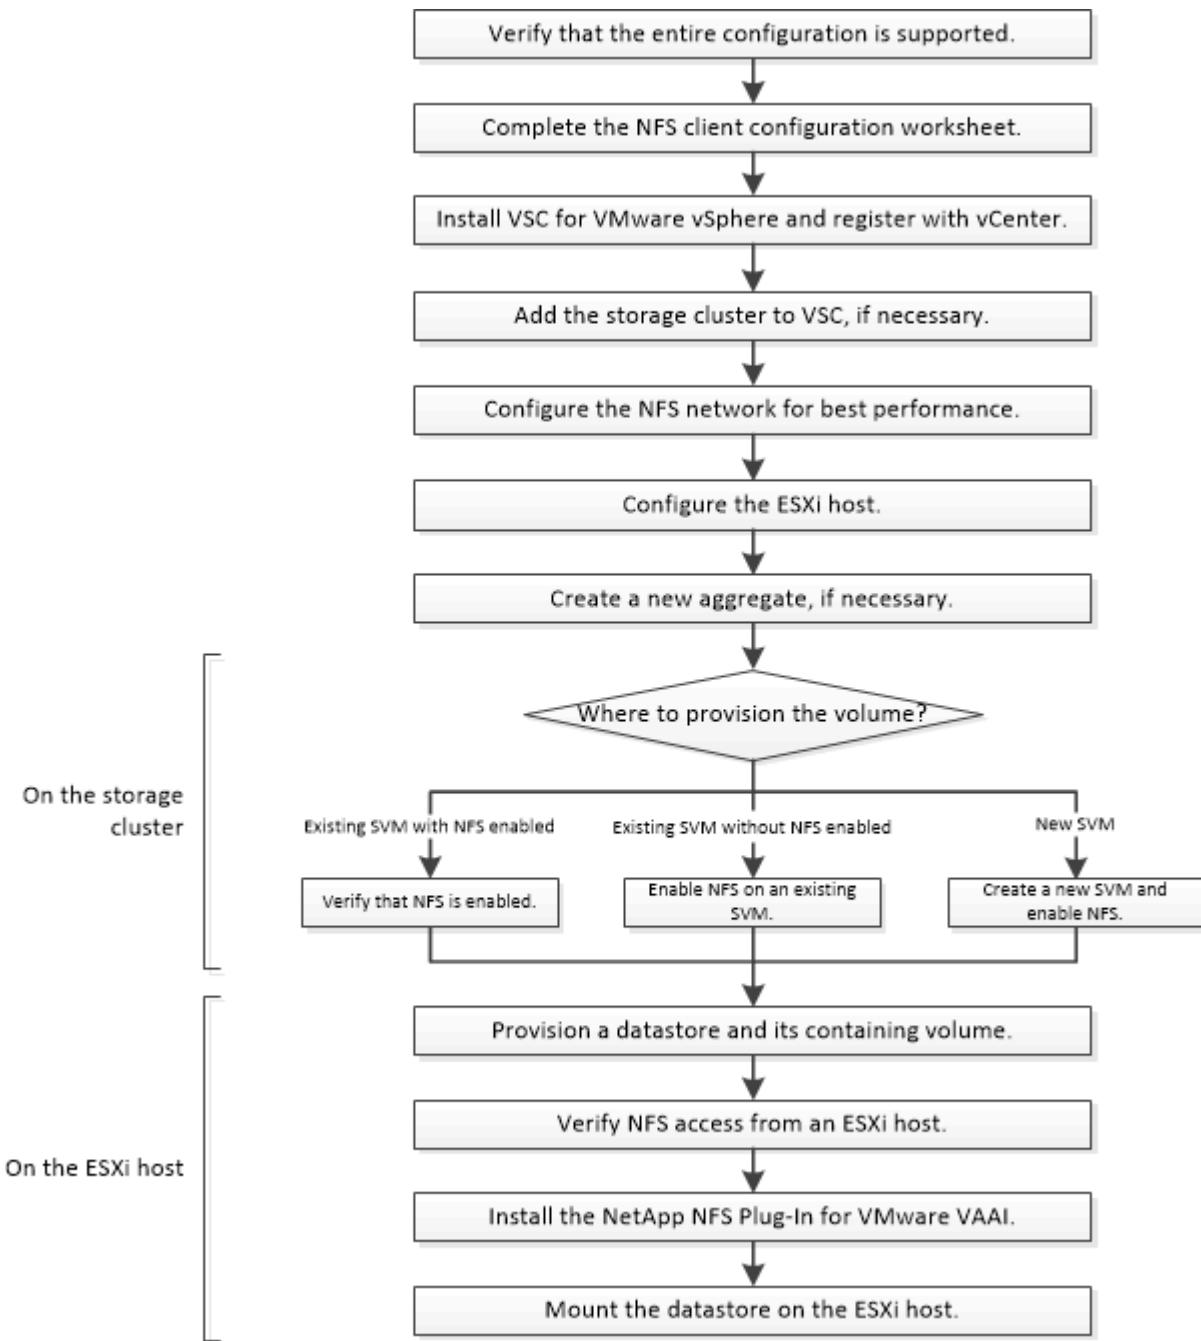 Verify that the entire configuration is supported.
Complete the NFS client configuration worksheet.
Install VSC for VMware vSphere and register with vCenter.
Add the storage cluster to VSC, if necessary.
Configure the NFS network for best performance.
Configure the ESXi host.
Create a new aggregate, if necessary.
Where to provision the volume?
On the storage
cluster
Existing SVM with NFS enabled
Existing SVM without NFS enabled
New SVM
Verify that NFS is enabled.
Enable NFS on an existing
SVM.
Create a new SVM and
enable NFS.
Provision a datastore and its containing volume.
Verify NFS access from an ESXi host.
On the ESXi host
Install the NetApp NFS Plug-In for VMware VAAI.
Mount the datastore on the ESXi host.